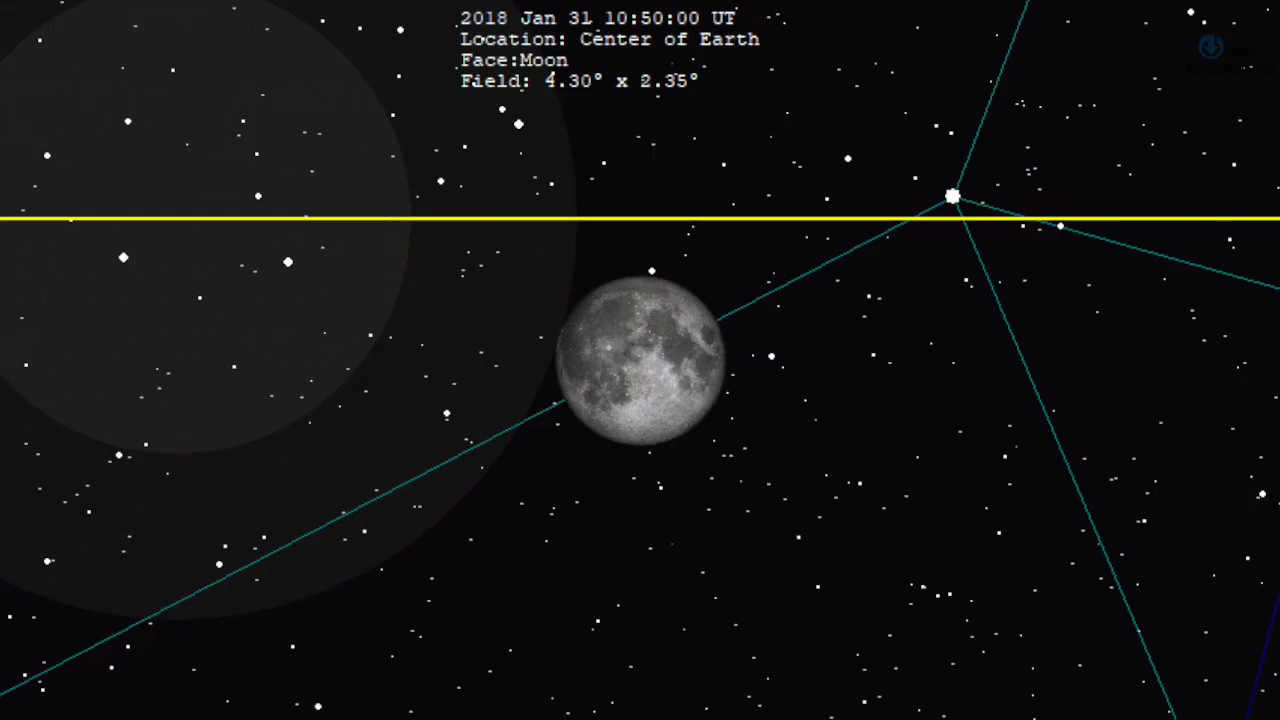 2018 Jan 31 10:50:00 UT
Location: Center of Earth
Face:Moon
Field: 4.30° x 2.35°